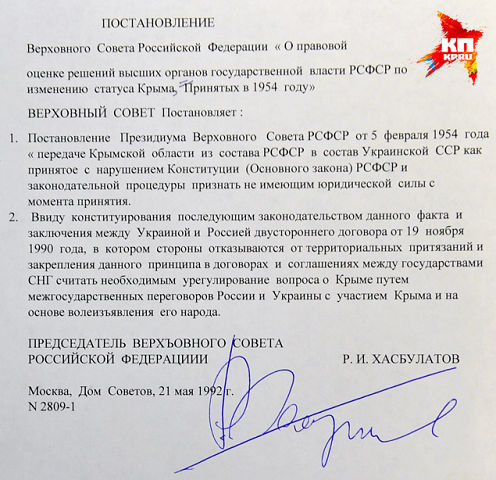 ПОСТАНОВЛЕНИЕ
КП
KP.RU
Верховного Совета Российской Федерации « О правовой
оценке решений высших органов государственной власти РСФСР по
изменению статуса Крыма, Принятых в 1954 году»
ВЕРХОВНЫЙ СОВЕТ Постановляет :
1. Постановление Президиума Верховного Совета РСФСР от 5 февраля 1954 года
« передаче Крымской области из состава РСФСР в состав Украинской ССР как
принятое с нарушением Конституции (Основного закона) РСФСР и
законодательной процедуры признать не имеющим юридической силы с
момента принятия.
2. Ввиду конституирования последующим законодательством данного факта и
заключения между Украиной и Россией двустороннего договора от 19 ноября
1990 года, в котором стороны отказываются от территориальных притязаний и
закрепления данного принципа в договорах и соглашениях между государствами
СНГ считать необходимым урегулирование вопроса о Крыме путем
межгосударственных переговоров России и Украины с участием Крыма и на
основе волеизъявления его народа.
ПРЕДСЕДАТЕЛЬ ВЕРХЪОВНОГО СОВЕТА
РОССИЙСКОЙ ФЕДЕРАЦИИИ Р. И. ХАСБУЛАТОВ
Москва, Дом Советов, 21 мая 1992 г.
N 2809-1